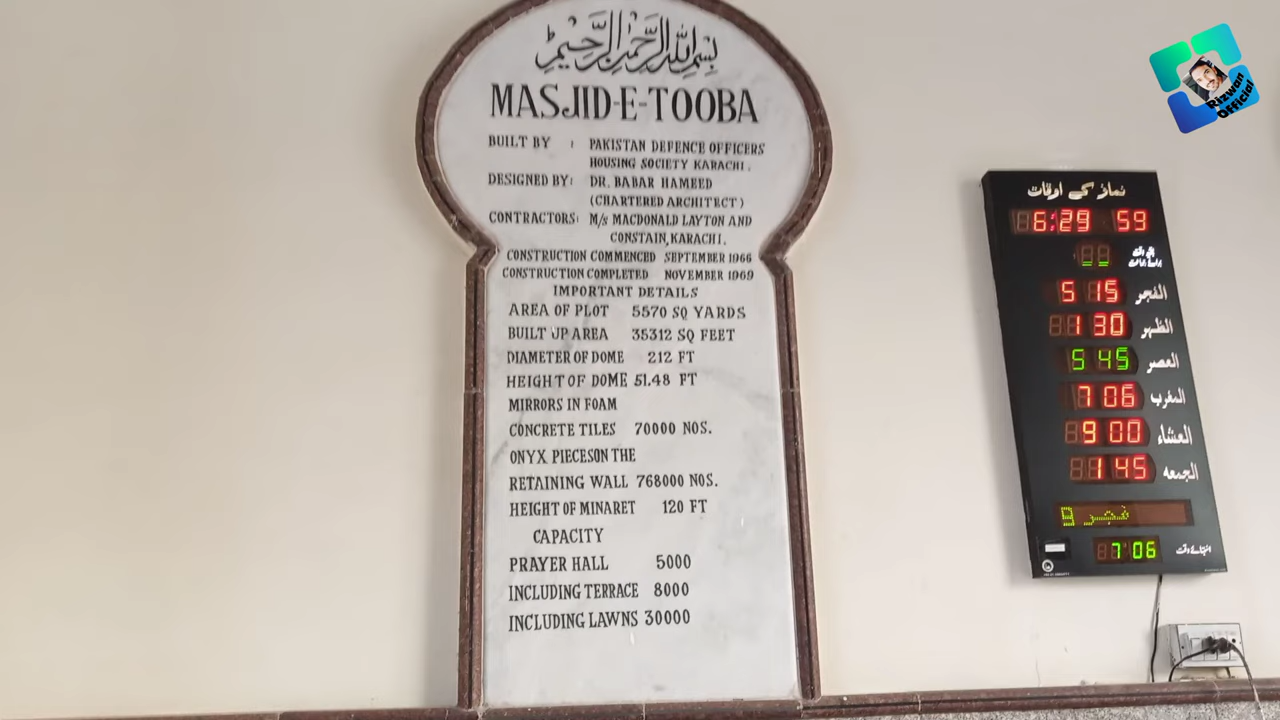 بسم الله الرحمن الرحيم
MASJID-E-TOOBA
BUILT BY : PAKISTAN DEFENCE OFFICERS
HOUSING SOCIETY KARACHI.
DESIGNED BY: DR. BABAR HAMEED
(CHARTERED ARCHITECT)
CONTRACTORS: M/s MACDONALD LAYTON AND
CONSTAIN, KARACHI.
CONSTRUCTION COMMENCED SEPTEMBER 1966
CONSTRUCTION COMPLETED NOVEMBER 1969
IMPORTANT DETAILS
AREA OF PLOT 5570 SQ YARDS
BUILT UP AREA 35312 SQ FEET
DIAMETER OF DOME 212 FT
HEIGHT OF DOME 51.48 FT
MIRRORS IN FOAM
CONCRETE TILES 70000 NOS.
ONYX PIECESON THE
RETAINING WALL 768000 NOS.
HEIGHT OF MINARET 120 FT
CAPACITY
PRAYER HALL 5000
INCLUDING TERRACE 8000
INCLUDING LAWNS 30000
Rizwan
Official
نماز کے اوقات
6:29 59
الفجر 5 15
الظہر 1 30
العصر 5 45
المغرب 7 06
العشاء 9 00
الجمعه 1 45
انتہائے وقت 7 06